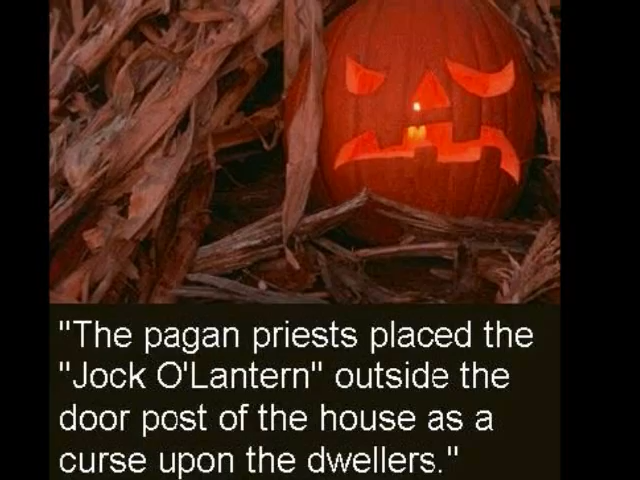 "The pagan priests placed the
"Jock O'Lantern" outside the
door post of the house as a
curse upon the dwellers."